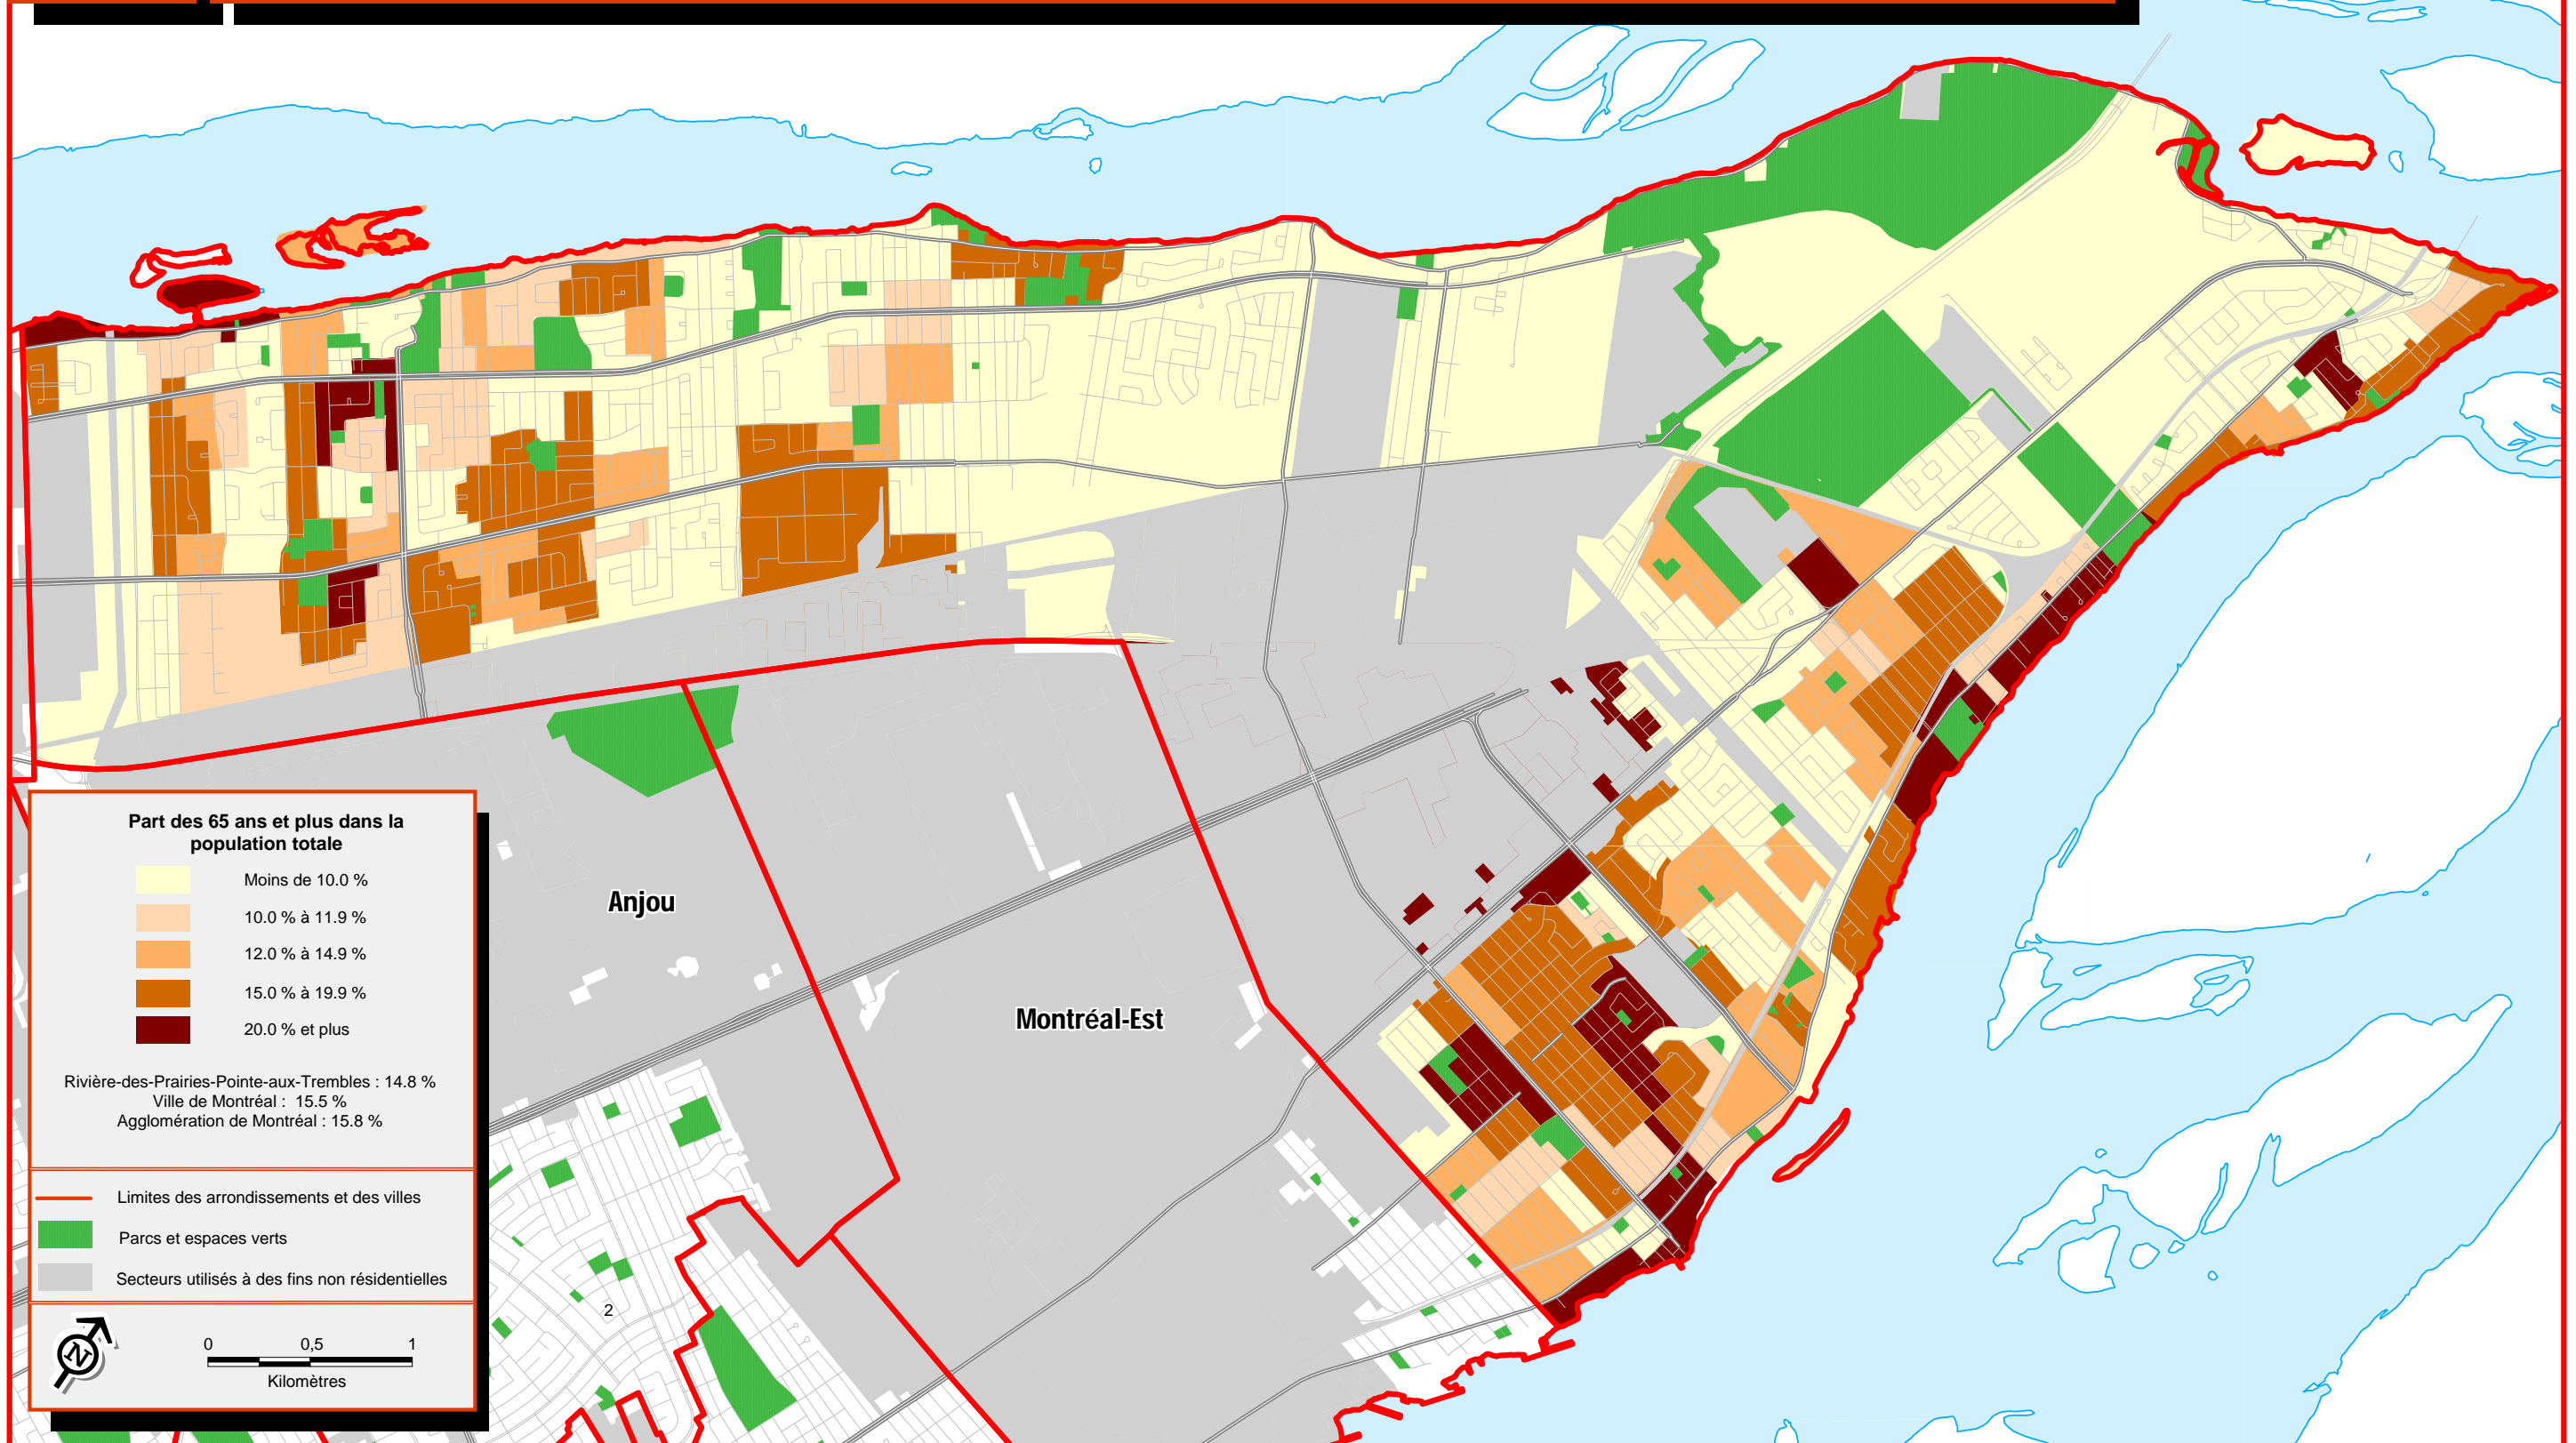 Anjou
Montréal-Est
Part des 65 ans et plus dans la
population totale
Moins de 10.0 %
10.0 % à 11.9 %
12.0 % à 14.9 %
15.0 % à 19.9 %
20.0 % et plus
Rivière-des-Prairies-Pointe-aux-Trembles : 14.8 %
Ville de Montréal : 15.5 %
Agglomération de Montréal : 15.8 %
Limites des arrondissements et des villes
Parcs et espaces verts
Secteurs utilisés à des fins non résidentielles
N
0 0,5 1
Kilomètres
2